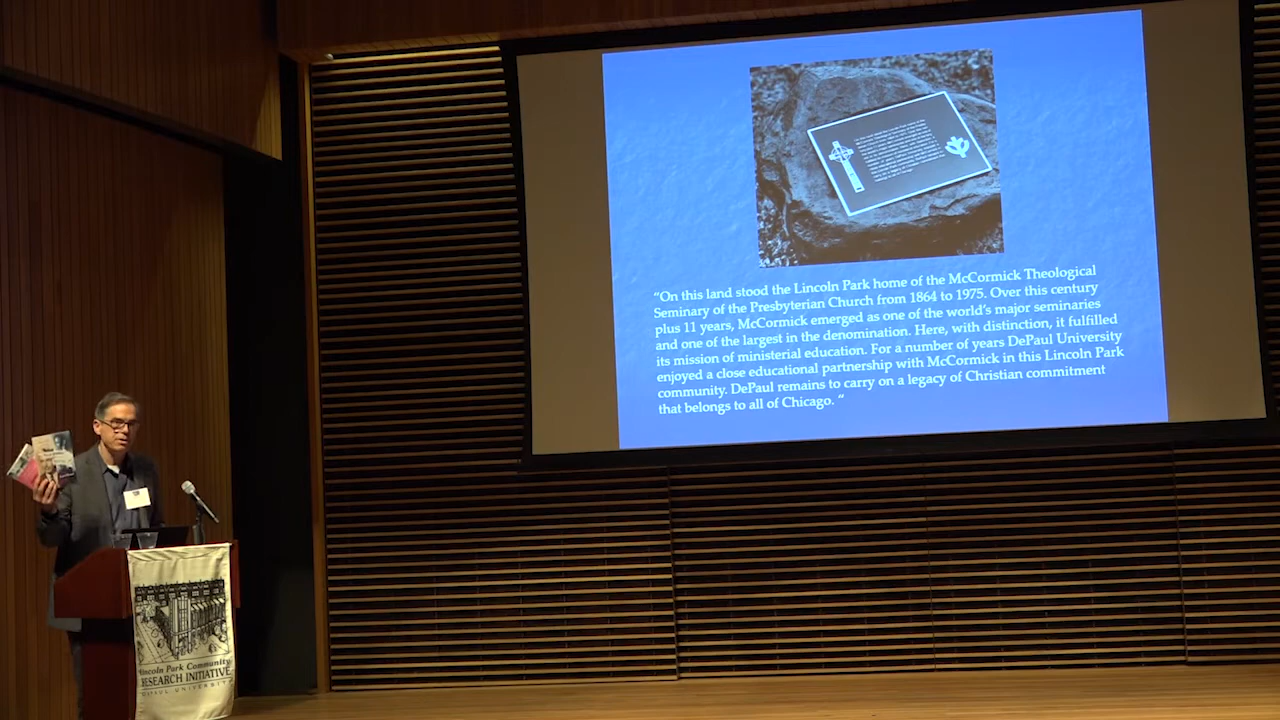 “On this land stood the Lincoln Park home of the McCormick Theological
Seminary of the Presbyterian Church from 1864 to 1975. Over this century
plus 11 years, McCormick emerged as one of the world’s major seminaries
and one of the largest in the denomination. Here, with distinction, it fulfilled
its mission of ministerial education. For a number of years DePaul University
enjoyed a close educational partnership with McCormick in this Lincoln Park
community. DePaul remains to carry on a legacy of Christian commitment
that belongs to all of Chicago. “
Lincoln Park Community
RESEARCH INITIATIVE
DEPAUL UNIVERSITY